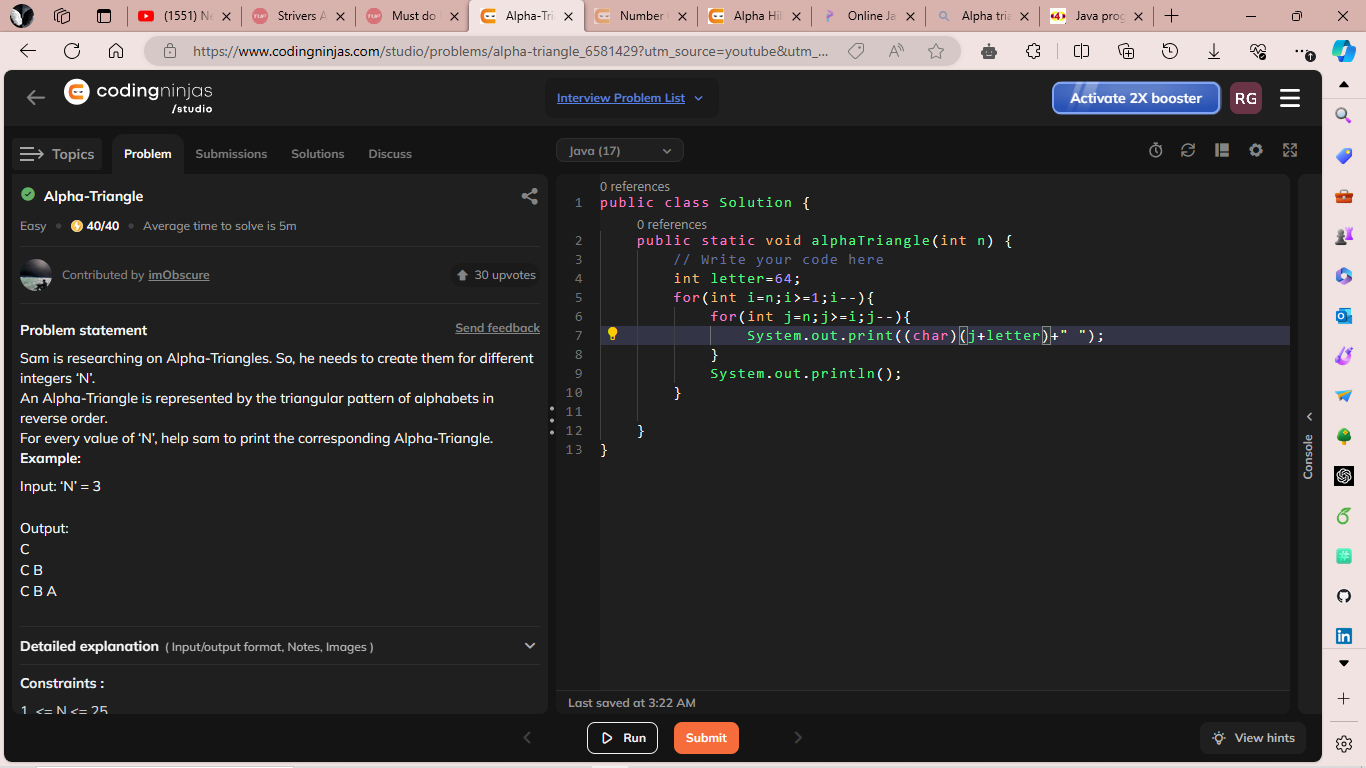 (1551) Ne
Strivers A
Must do
Alpha-Tri
Number
Alpha Hil
Online Ja
Alpha tria
Java prog
https://www.codingninjas.com/studio/problems/alpha-triangle_6581429?utm_source=youtube&utm_...
codingninjas
/studio
Interview Problem List
Activate 2X booster
RG
Topics
Problem
Submissions
Solutions
Discuss
Java (17)
Alpha-Triangle
Easy
40/40
Average time to solve is 5m
Contributed by imObscure
30 upvotes
Problem statement
Send feedback
Sam is researching on Alpha-Triangles. So, he needs to create them for different
integers ‘N’.
An Alpha-Triangle is represented by the triangular pattern of alphabets in
reverse order.
For every value of ‘N’, help sam to print the corresponding Alpha-Triangle.
Example:
Input: ‘N’ = 3
Output:
C
C B
C B A
Detailed explanation ( Input/output format, Notes, Images )
Constraints :
1 <= N <= 25
0 references
1 public class Solution {
0 references
2 public static void alphaTriangle(int n) {
3 // Write your code here
4 int letter=64;
5 for(int i=n;i>=1;i--){
6 for(int j=n;j>=i;j--){
7 System.out.print((char)(j+letter)+" ");
8 }
9 System.out.println();
10 }
11
12 }
13 }
Console
Last saved at 3:22 AM
Run
Submit
View hints